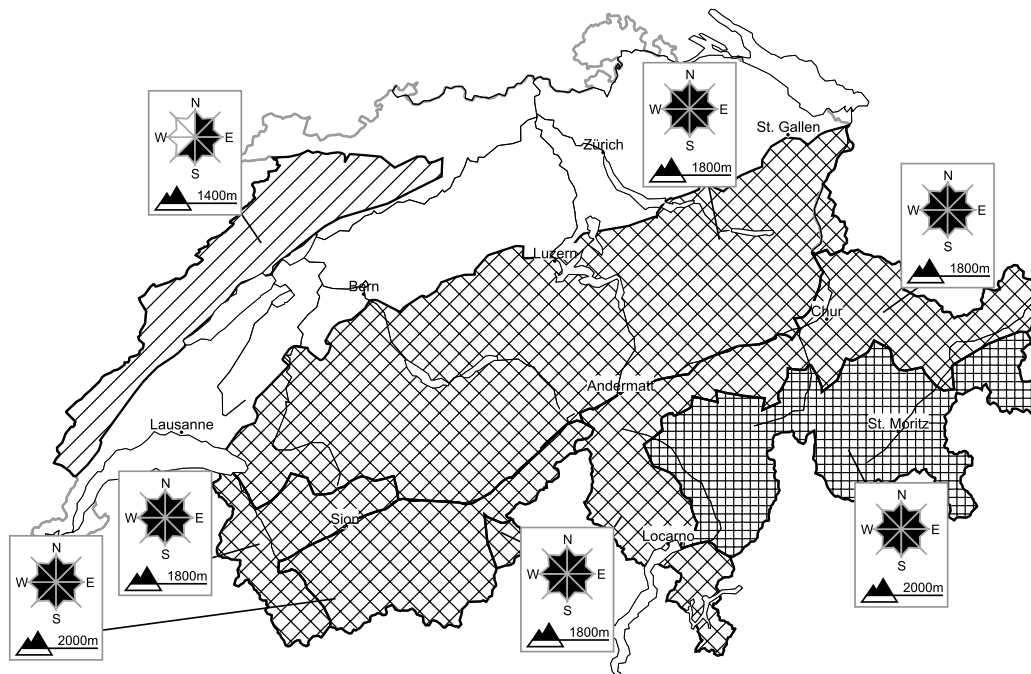 N
W E
S
1400m
N
W E
S
1800m
St. Gallen
Zürich
N
W E
S
1800m
Luzern
Bern
Chur
Andermatt
Lausanne
St. Moritz
N
W E
S
1800m
Sion
N
W E
S
2000m
Locarno
N
W E
S
2000m
N
W E
S
1800m